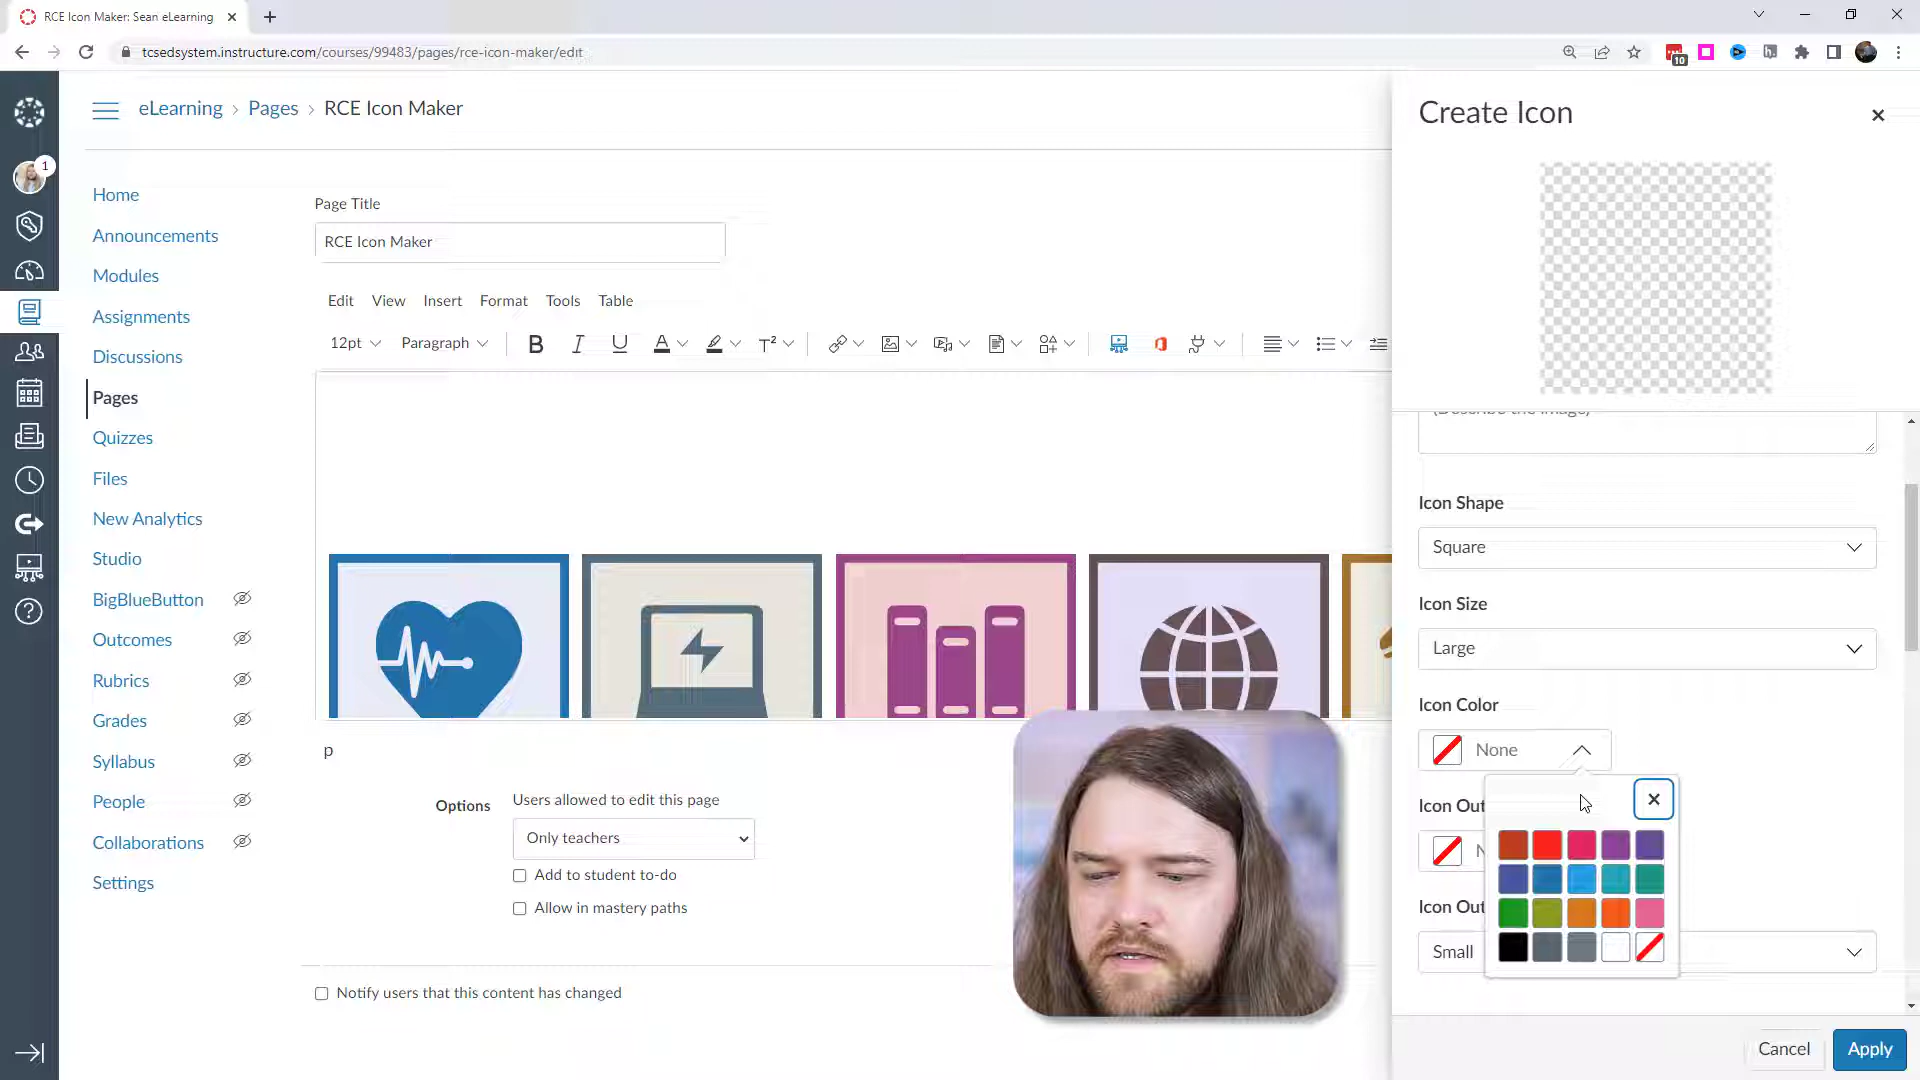 RCE Icon Maker: Sean eLearning
tcsedsystem.instructure.com/courses/99483/pages/rce-icon-maker/edit
10
1
eLearning › Pages › RCE Icon Maker
Home
Announcements
Modules
Assignments
Discussions
Pages
Quizzes
Files
New Analytics
Studio
BigBlueButton
Outcomes
Rubrics
Grades
Syllabus
People
Collaborations
Settings
Page Title
RCE Icon Maker
Edit View Insert Format Tools Table
12pt Paragraph
p
Options
Users allowed to edit this page
Only teachers
Add to student to-do
Allow in mastery paths
Notify users that this content has changed
Create Icon
(Describe the image)
Icon Shape
Square
Icon Size
Large
Icon Color
None
Icon Out
N
Icon Out
Small
Cancel Apply